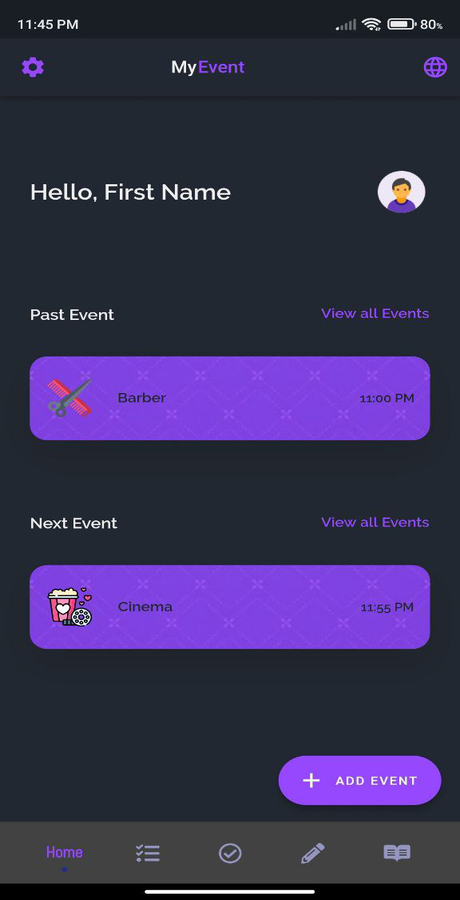 11:45 PM 80%
MyEvent
Hello, First Name
Past Event View all Events
Barber 11:00 PM
Next Event View all Events
Cinema 11:55 PM
ADD EVENT
Home